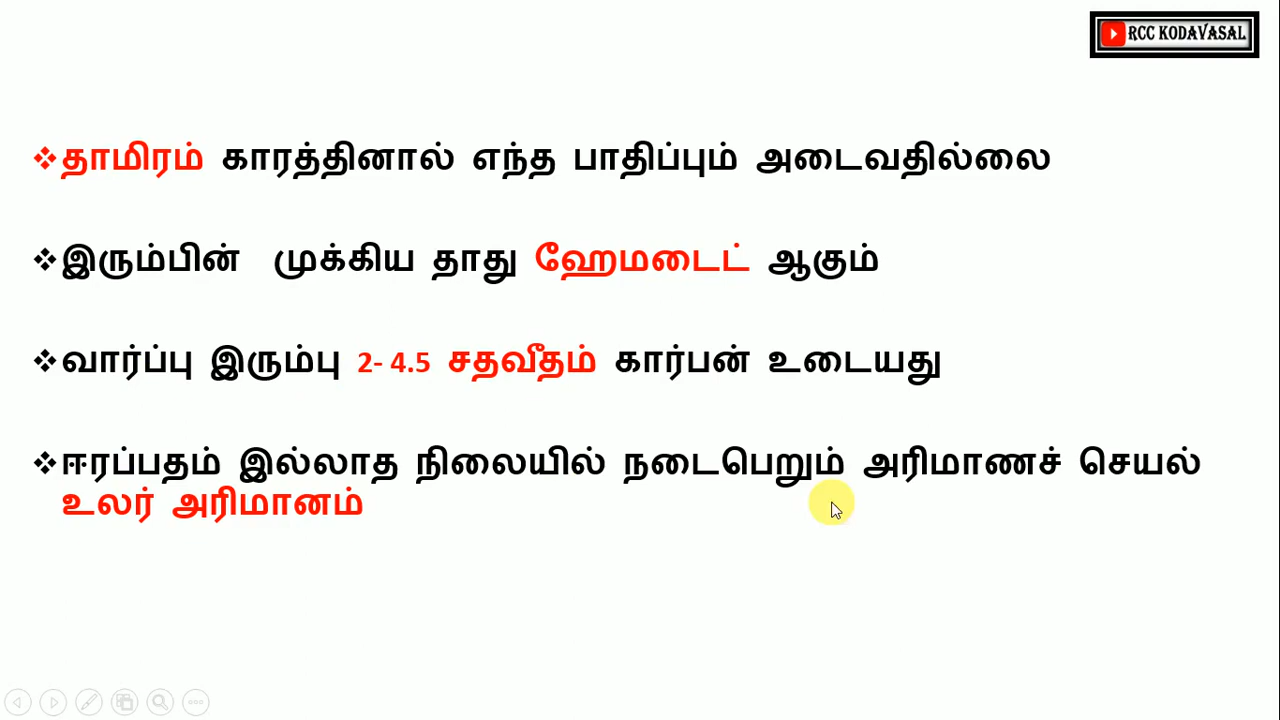 RCC KODAVASAL
❖தாமிரம் காரத்தினால் எந்த பாதிப்பும் அடைவதில்லை
❖இரும்பின் முக்கிய தாது ஹேமடைட் ஆகும்
❖வார்ப்பு இரும்பு 2- 4.5 சதவீதம் கார்பன் உடையது
❖ஈரப்பதம் இல்லாத நிலையில் நடைபெறும் அரிமாணச் செயல்
உலர் அரிமானம்